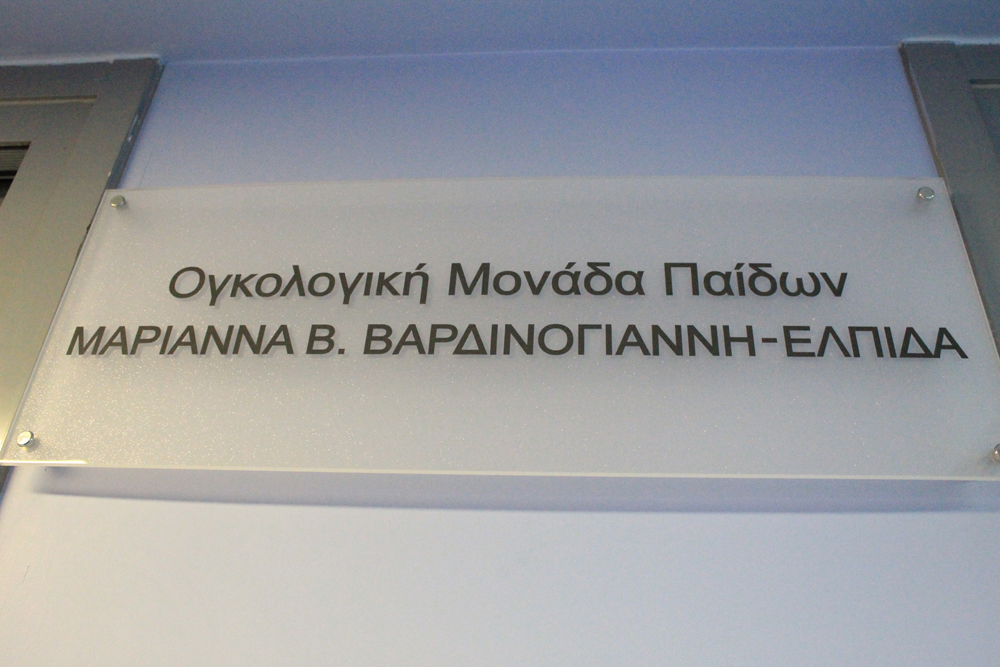 Ογκολογική Μονάδα Παίδων
ΜΑΡΙΑΝΝΑ Β. ΒΑΡΔΙΝΟΓΙΑΝΝΗ-ΕΛΠΙΔΑ